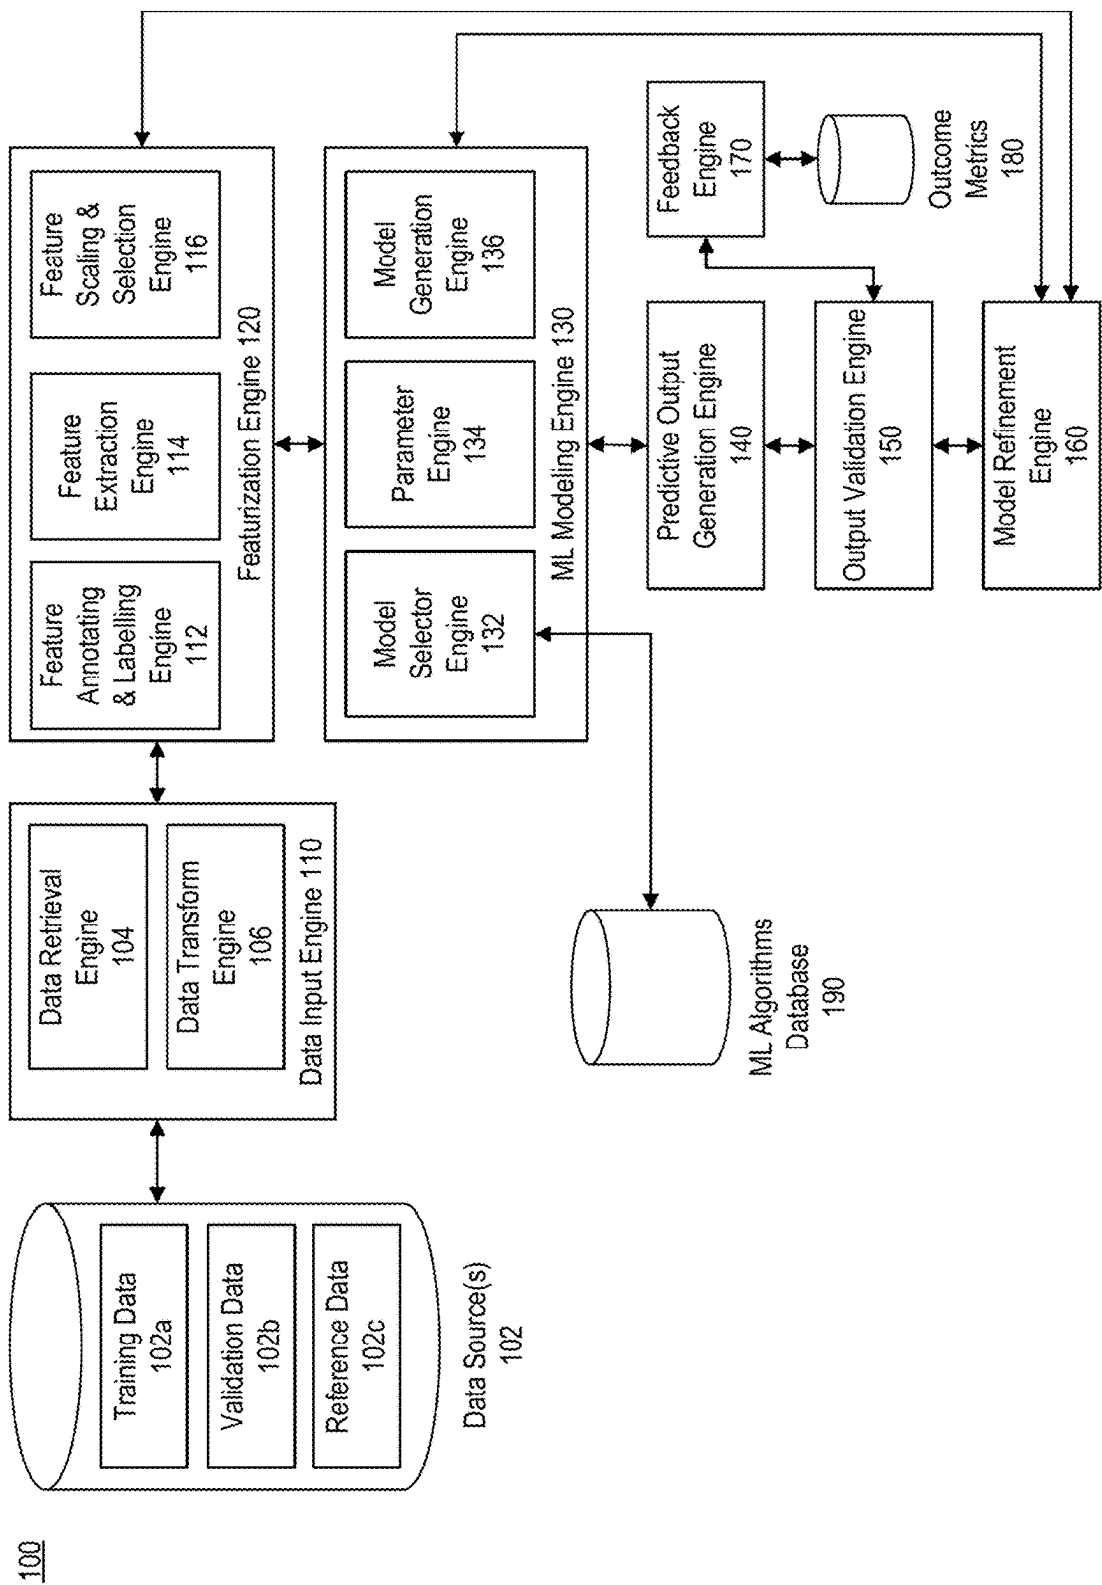 100
Training Data
102a
Validation Data
102b
Reference Data
102c
Data Source(s)
102
Data Retrieval
Engine
104
Data Transform
Engine
106
Data Input Engine 110
Feature
Annotating
& Labelling
Engine
112
Feature
Extraction
Engine
114
Feature
Scaling &
Selection
Engine
116
Featurization Engine 120
Model
Selector
Engine
132
Parameter
Engine
134
Model
Generation
Engine
136
ML Modeling Engine 130
ML Algorithms
Database
190
Predictive Output
Generation Engine
140
Feedback
Engine
170
Output Validation Engine
150
Outcome
Metrics
180
Model Refinement
Engine
160